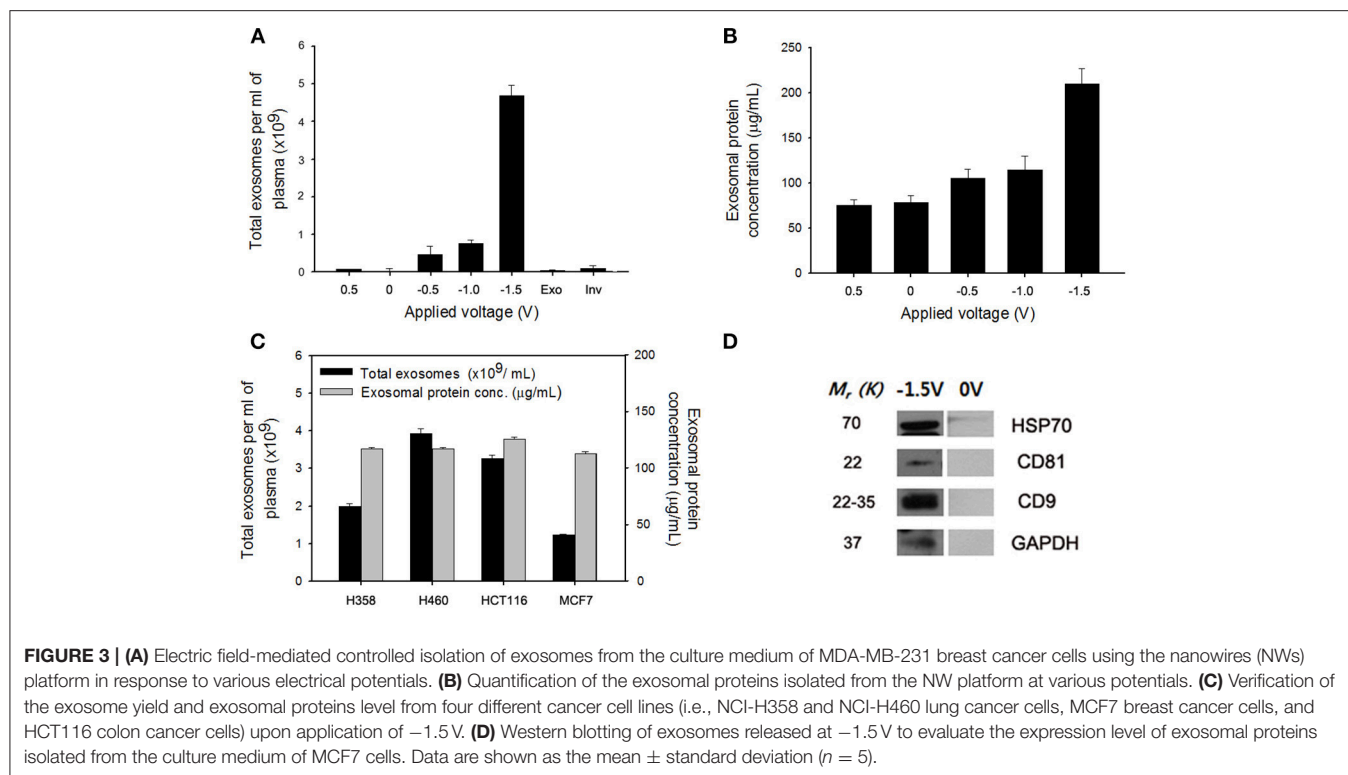 A
Total exosomes per ml of
plasma (x10⁹)
6
5
4
3
2
1
0
0.5 0 -0.5 -1.0 -1.5 Exo Inv
Applied voltage (V)
B
Exosomal protein
concentration (µg/mL)
250
200
150
100
50
0
0.5 0 -0.5 -1.0 -1.5
Applied voltage (V)
C
Total exosomes per ml of
plasma (x10⁹)
6
5
4
3
2
1
0
Total exosomes (x10⁹/ mL)
Exosomal protein conc. (µg/mL)
200
150
100
50
0
Exosomal protein
concentration (µg/mL)
H358 H460 HCT116 MCF7
D
Mr (K) -1.5V 0V
70 HSP70
22 CD81
22-35 CD9
37 GAPDH
FIGURE 3 | (A) Electric field-mediated controlled isolation of exosomes from the culture medium of MDA-MB-231 breast cancer cells using the nanowires (NWs)
platform in response to various electrical potentials. (B) Quantification of the exosomal proteins isolated from the NW platform at various potentials. (C) Verification of
the exosome yield and exosomal proteins level from four different cancer cell lines (i.e., NCI-H358 and NCI-H460 lung cancer cells, MCF7 breast cancer cells, and
HCT116 colon cancer cells) upon application of −1.5 V. (D) Western blotting of exosomes released at −1.5 V to evaluate the expression level of exosomal proteins
isolated from the culture medium of MCF7 cells. Data are shown as the mean ± standard deviation (n = 5).